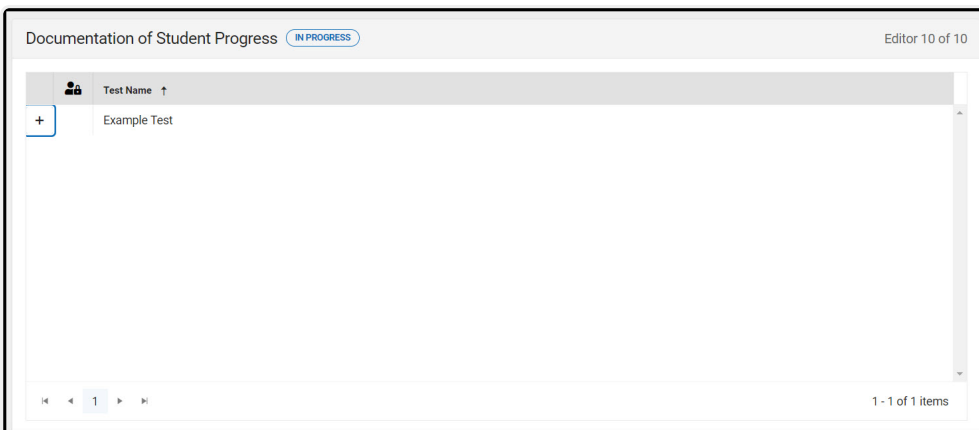 Documentation of Student Progress IN PROGRESS Editor 10 of 10
Test Name ↑
+ Example Test
1 1 - 1 of 1 items